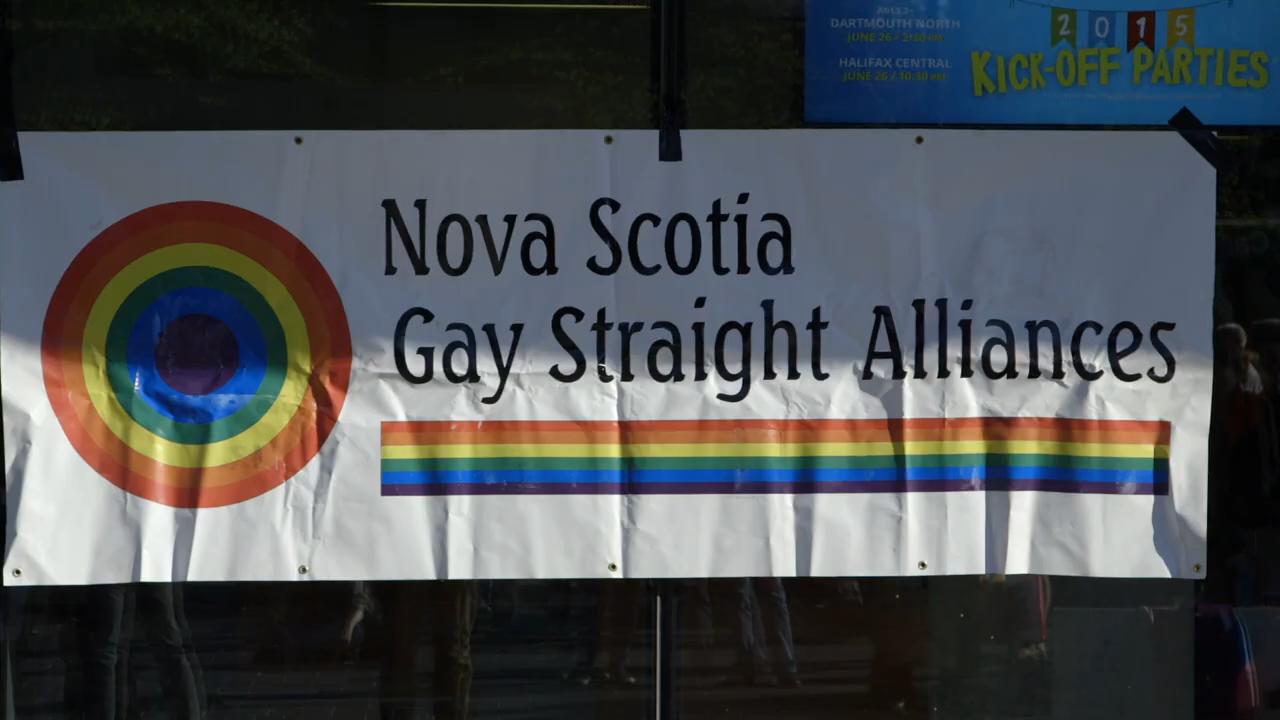 DARTMOUTH NORTH
JUNE 26 / 2:30 PM
HALIFAX CENTRAL
JUNE 26 / 10:30 AM
2015
KICK-OFF PARTIES
Nova Scotia
Gay Straight Alliances